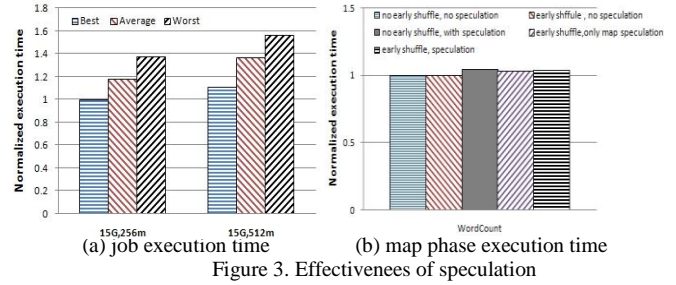 Best Average Worst
Normalized execution time
1.8
1.6
1.4
1.2
1
0.8
0.6
0.4
0.2
0
15G,256m 15G,512m
(a) job execution time
no early shuffle, no speculation early shffule , no speculation
no early shuffle, with speculation early shuffle,only map speculation
early shuffle, speculation
Normalized execution time
1.5
1
0.5
0
WordCount
(b) map phase execution time
Figure 3. Effectivenees of speculation